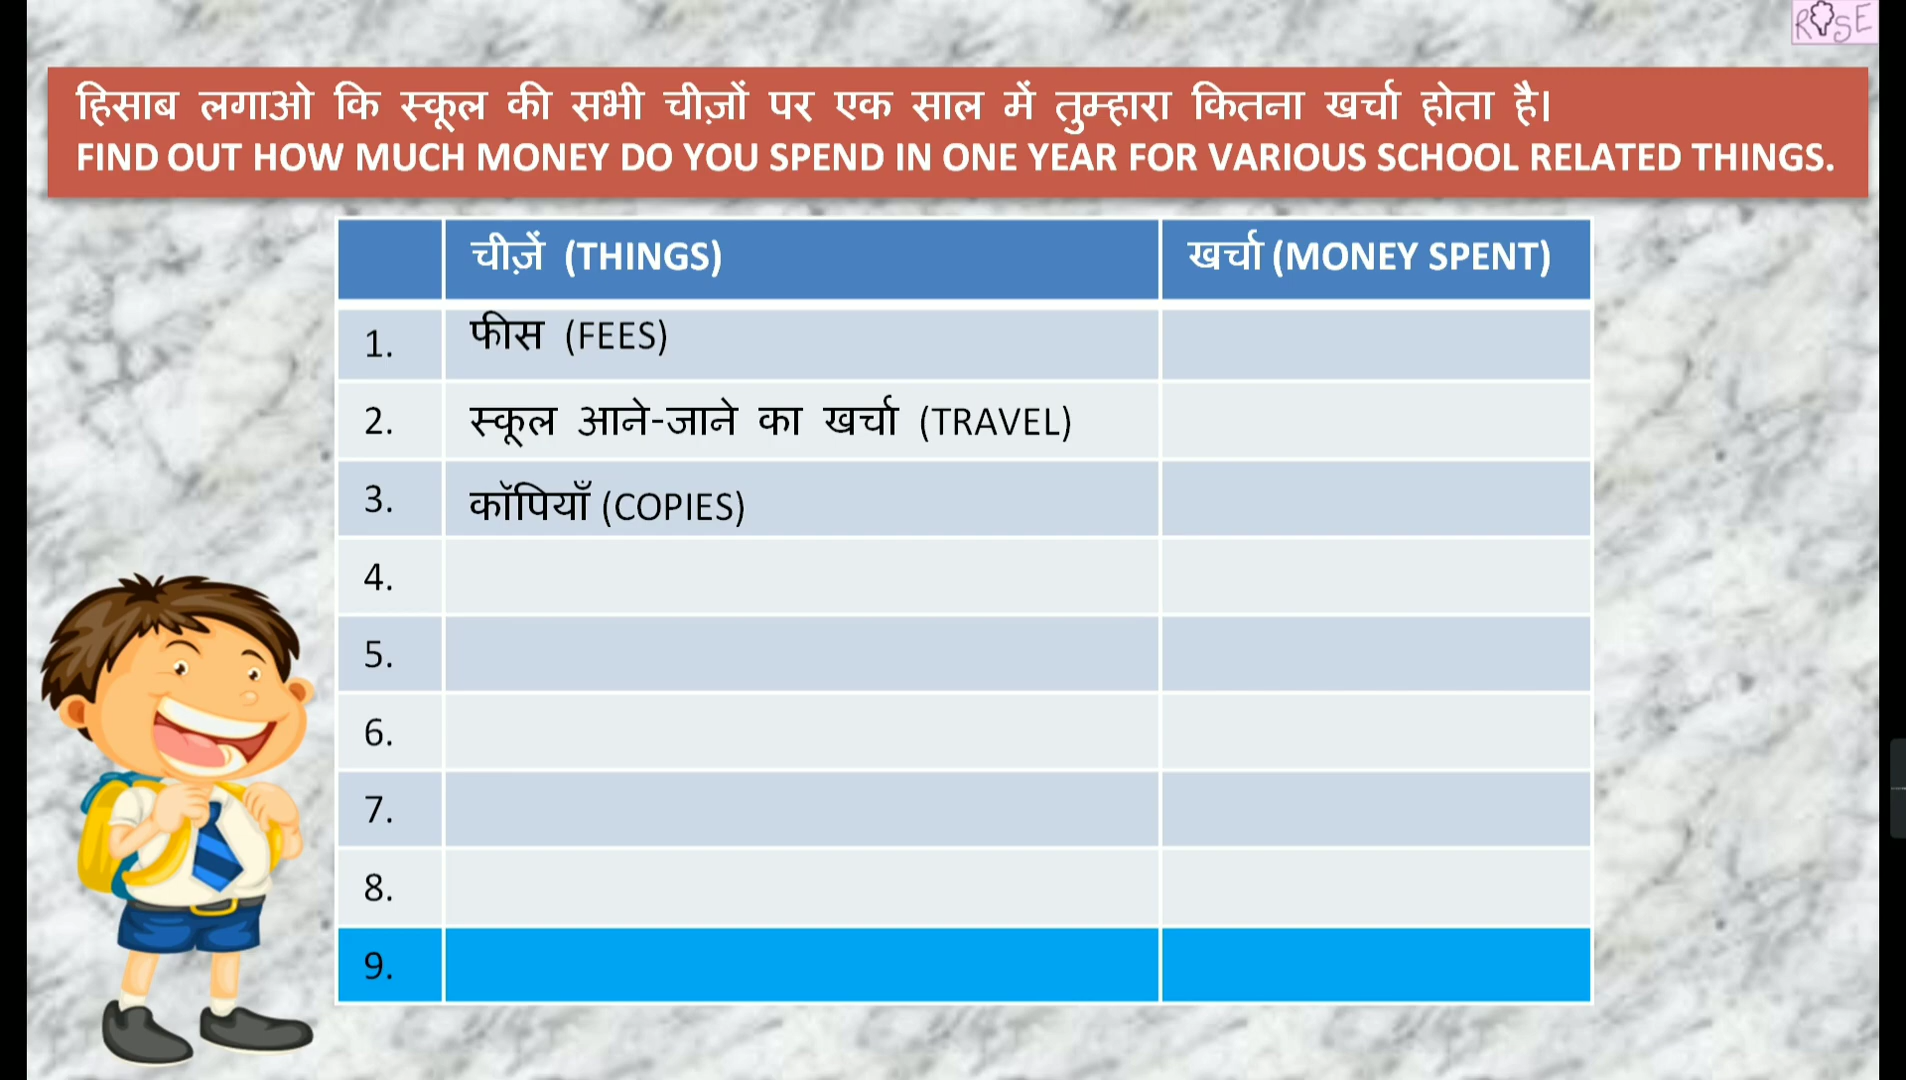 ROSE
हिसाब लगाओ कि स्कूल की सभी चीज़ों पर एक साल में तुम्हारा कितना खर्चा होता है।
FIND OUT HOW MUCH MONEY DO YOU SPEND IN ONE YEAR FOR VARIOUS SCHOOL RELATED THINGS.
चीज़ें (THINGS) खर्चा (MONEY SPENT)
1. फीस (FEES)
2. स्कूल आने-जाने का खर्चा (TRAVEL)
3. कॉपियाँ (COPIES)
4.
5.
6.
7.
8.
9.